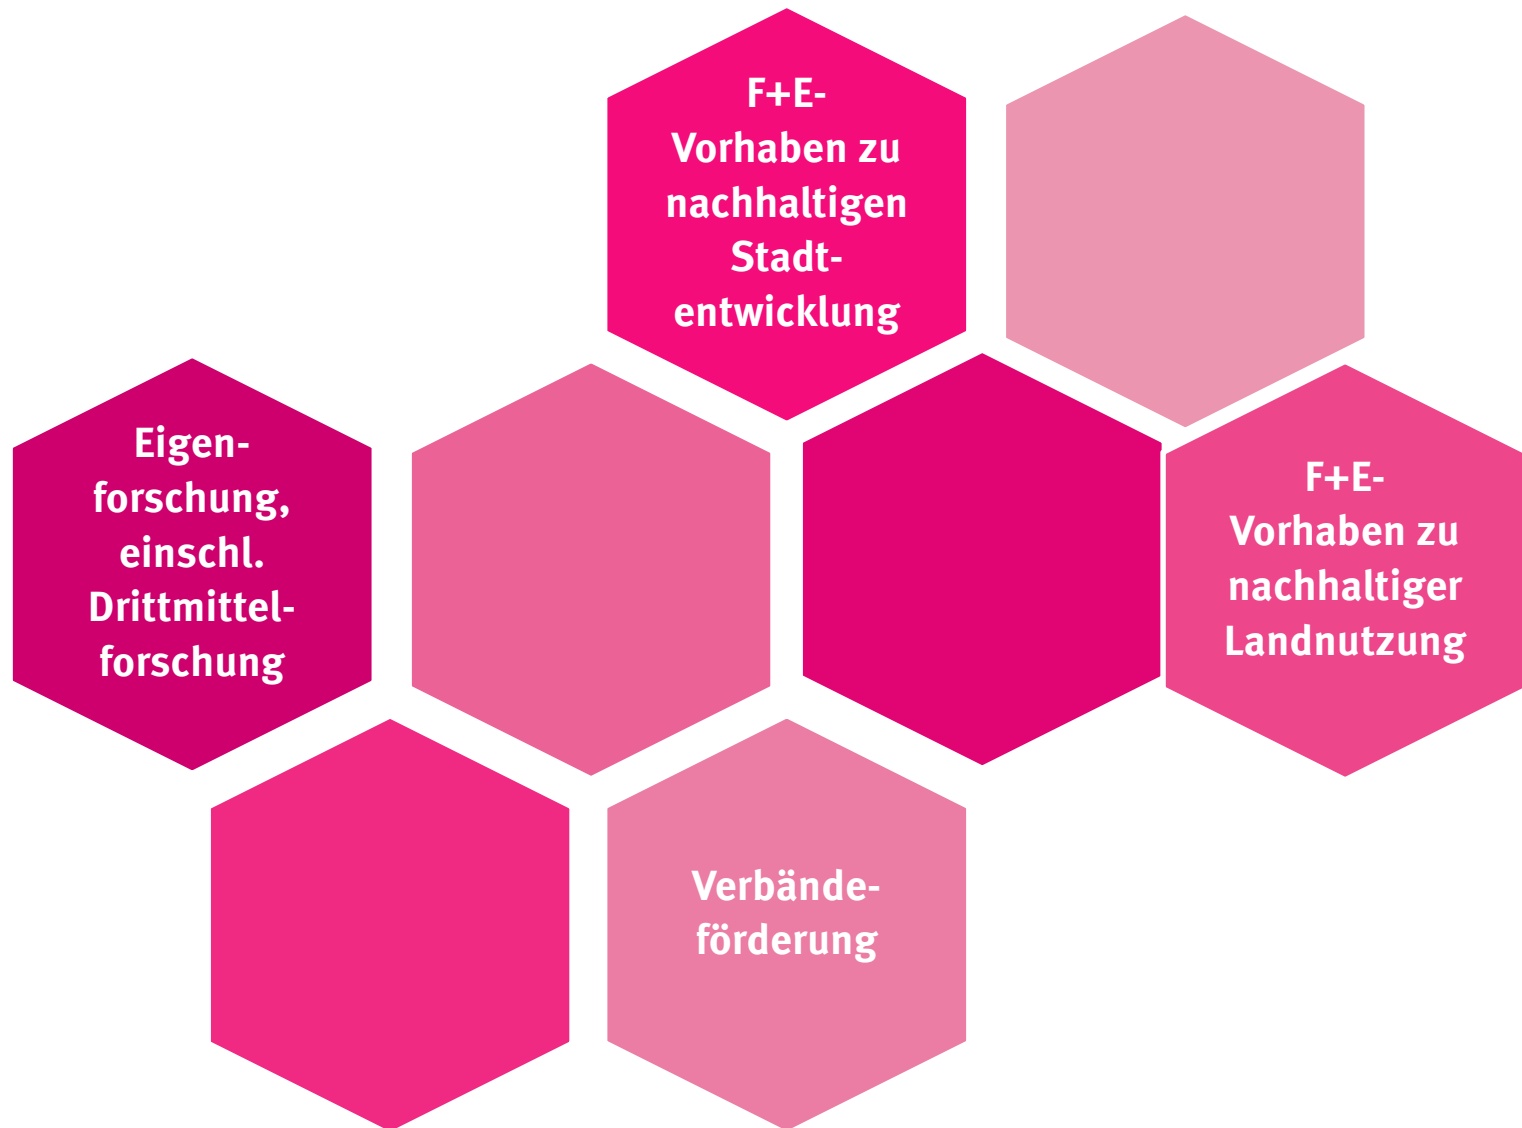 F+E-
Vorhaben zu
nachhaltigen
Stadt-
entwicklung
Eigen-
forschung,
einschl.
Drittmittel-
forschung
F+E-
Vorhaben zu
nachhaltiger
Landnutzung
Verbände-
förderung